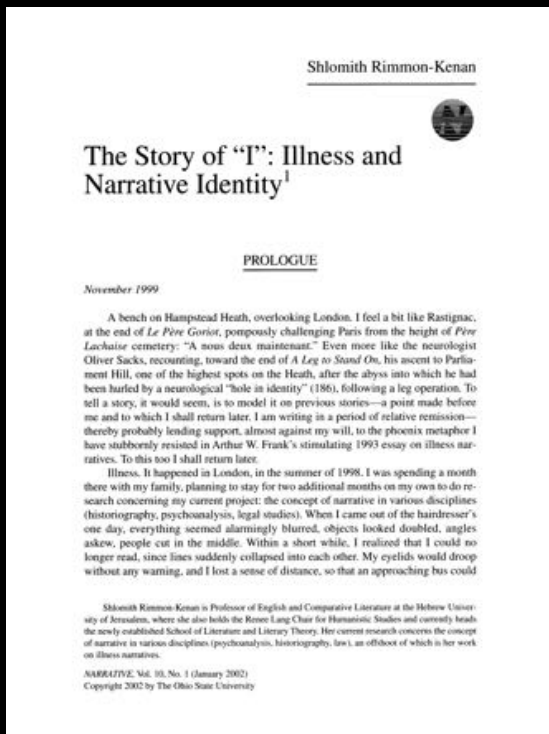 Shlomith Rimmon-Kenan
The Story of “I”: Illness and
Narrative Identity1
PROLOGUE
November 1999
A bench on Hampstead Heath, overlooking London. I feel a bit like Rastignac,
at the end of Le Père Goriot, pompously challenging Paris from the height of Père
Lachaise cemetery: “A nous deux maintenant.” Even more like the neurologist
Oliver Sacks, recounting, toward the end of A Leg to Stand On, his ascent to Parlia-
ment Hill, one of the highest spots on the Heath, after the abyss into which he had
been hurled by a neurological “hole in identity” (186), following a leg operation. To
tell a story, it would seem, is to model it on previous stories—a point made before
me and to which I shall return later. I am writing in a period of relative remission—
thereby probably lending support, almost against my will, to the phoenix metaphor I
have stubbornly resisted in Arthur W. Frank’s stimulating 1993 essay on illness nar-
ratives. To this too I shall return later.
Illness. It happened in London, in the summer of 1998. I was spending a month
there with my family, planning to stay for two additional months on my own to do re-
search concerning my current project: the concept of narrative in various disciplines
(historiography, psychoanalysis, legal studies). When I came out of the hairdresser’s
one day, everything seemed alarmingly blurred, objects looked doubled, angles
askew, people cut in the middle. Within a short while, I realized that I could no
longer read, since lines suddenly collapsed into each other. My eyelids would droop
without any warning, and I lost a sense of distance, so that an approaching bus could
Shlomith Rimmon-Kenan is Professor of English and Comparative Literature at the Hebrew Univer-
sity of Jerusalem, where she also holds the Renee Lang Chair for Humanistic Studies and currently heads
the newly established School of Literature and Literary Theory. Her current research concerns the concept
of narrative in various disciplines (psychoanalysis, historiography, law), an offshoot of which is her work
on illness narratives.
NARRATIVE, Vol. 10, No. 1 (January 2002)
Copyright 2002 by The Ohio State University